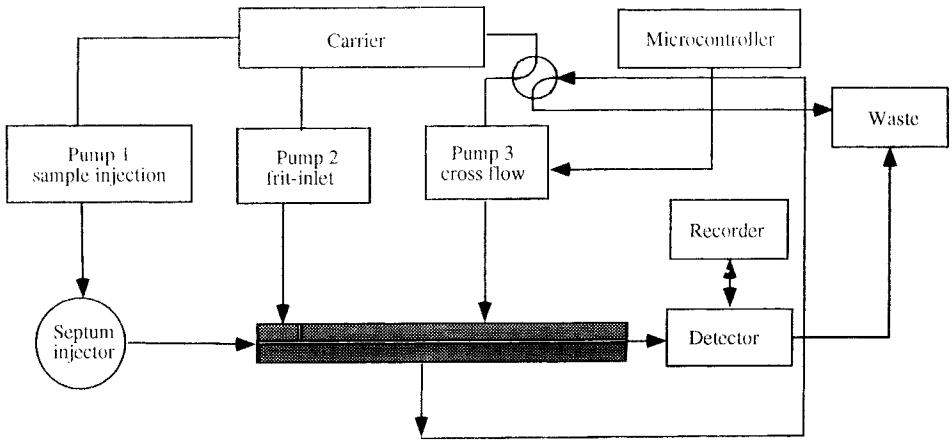 Carrier
Microcontroller
Waste
Pump 1
sample injection
Pump 2
frit-inlet
Pump 3
cross flow
Recorder
Septum
injector
Detector